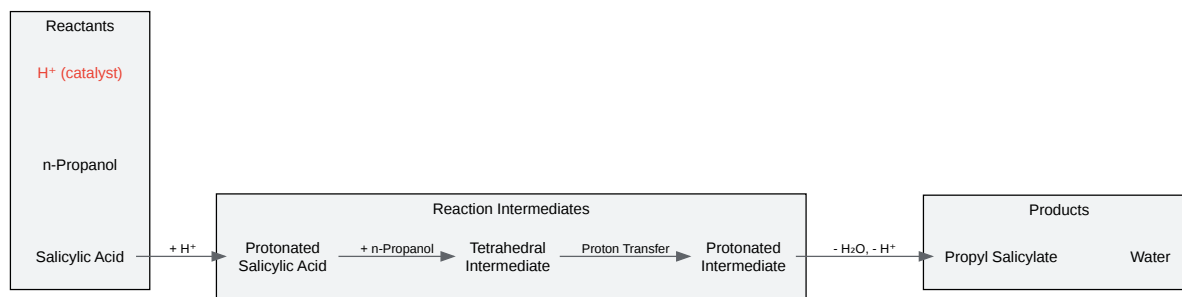 Reactants
H⁺ (catalyst)
n-Propanol
Salicylic Acid
+ H⁺
Reaction Intermediates
Protonated
Salicylic Acid
+ n-Propanol
Tetrahedral
Intermediate
Proton Transfer
Protonated
Intermediate
- H₂O, - H⁺
Products
Propyl Salicylate
Water